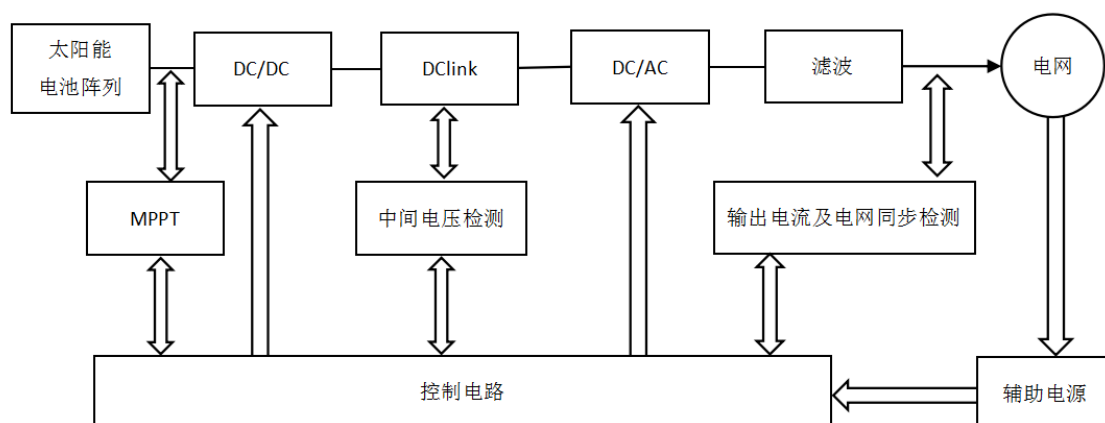 太阳能
电池阵列
DC/DC
DClink
DC/AC
滤波
电网
MPPT
中间电压检测
输出电流及电网同步检测
控制电路
辅助电源